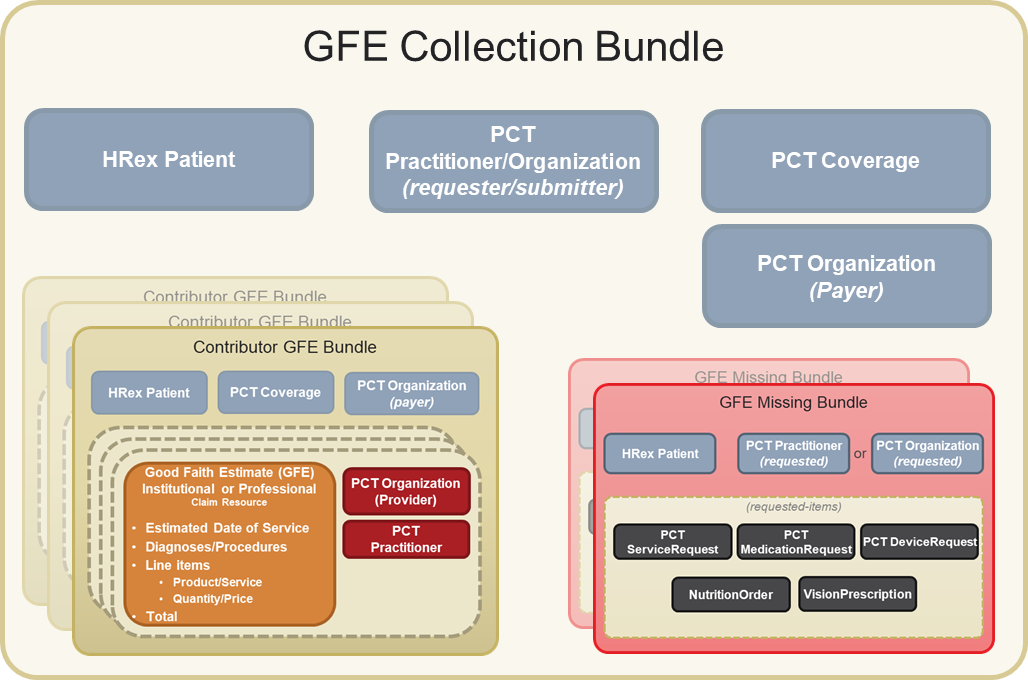 GFE Collection Bundle
HRex Patient
PCT
Practitioner/Organization
(requester/submitter)
PCT Coverage
PCT Organization
(Payer)
Contributor GFE Bundle
Contributor GFE Bundle
Contributor GFE Bundle
HRex Patient
PCT Coverage
PCT Organization
(payer)
Good Faith Estimate (GFE)
Institutional or Professional
Claim Resource
• Estimated Date of Service
• Diagnoses/Procedures
• Line items
• Product/Service
• Quantity/Price
• Total
PCT Organization
(Provider)
PCT
Practitioner
GFE Missing Bundle
GFE Missing Bundle
HRex Patient
PCT Practitioner
(requested)
or
PCT Organization
(requested)
(requested-items)
PCT
ServiceRequest
PCT
MedicationRequest
PCT DeviceRequest
NutritionOrder
VisionPrescription